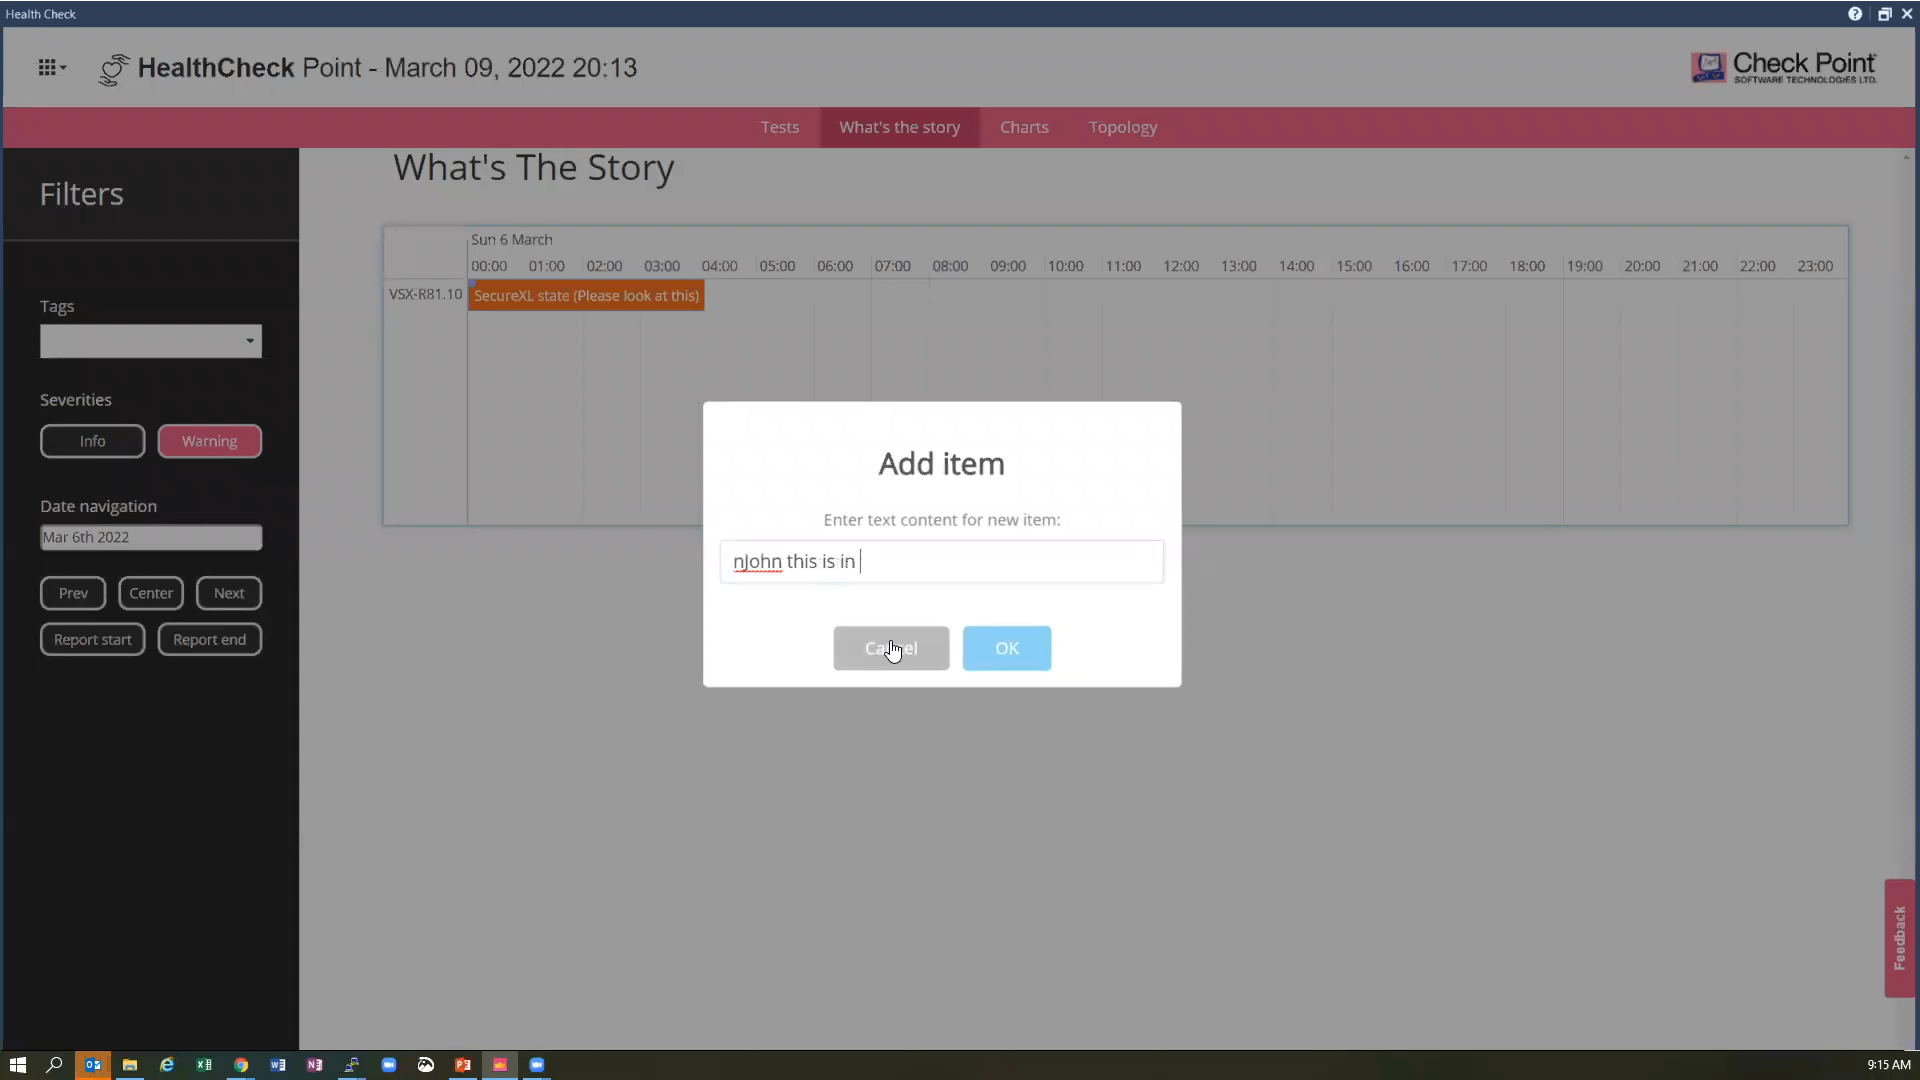 Health Check
HealthCheck Point - March 09, 2022 20:13
Check Point
SOFTWARE TECHNOLOGIES LTD.
Tests
What's the story
Charts
Topology
Filters
Tags
Severities
Info
Warning
Date navigation
Mar 6th 2022
Prev
Center
Next
Report start
Report end
What's The Story
Sun 6 March
00:00 01:00 02:00 03:00 04:00 05:00 06:00 07:00 08:00 09:00 10:00 11:00 12:00 13:00 14:00 15:00 16:00 17:00 18:00 19:00 20:00 21:00 22:00 23:00
VSX-R81.10
SecureXL state (Please look at this)
Add item
Enter text content for new item:
nJohn this is in
Cancel
OK
Feedback
9:15 AM